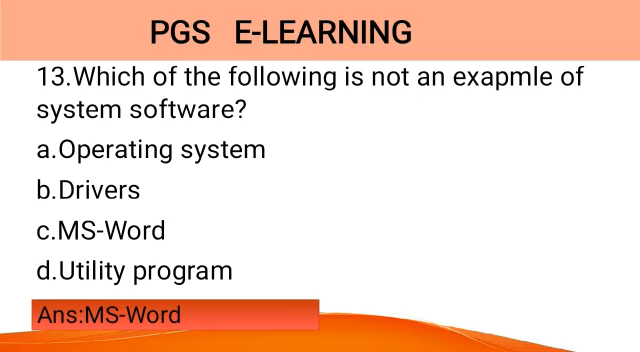 PGS E-LEARNING
13.Which of the following is not an exapmle of
system software?
a.Operating system
b.Drivers
c.MS-Word
d.Utility program
Ans:MS-Word